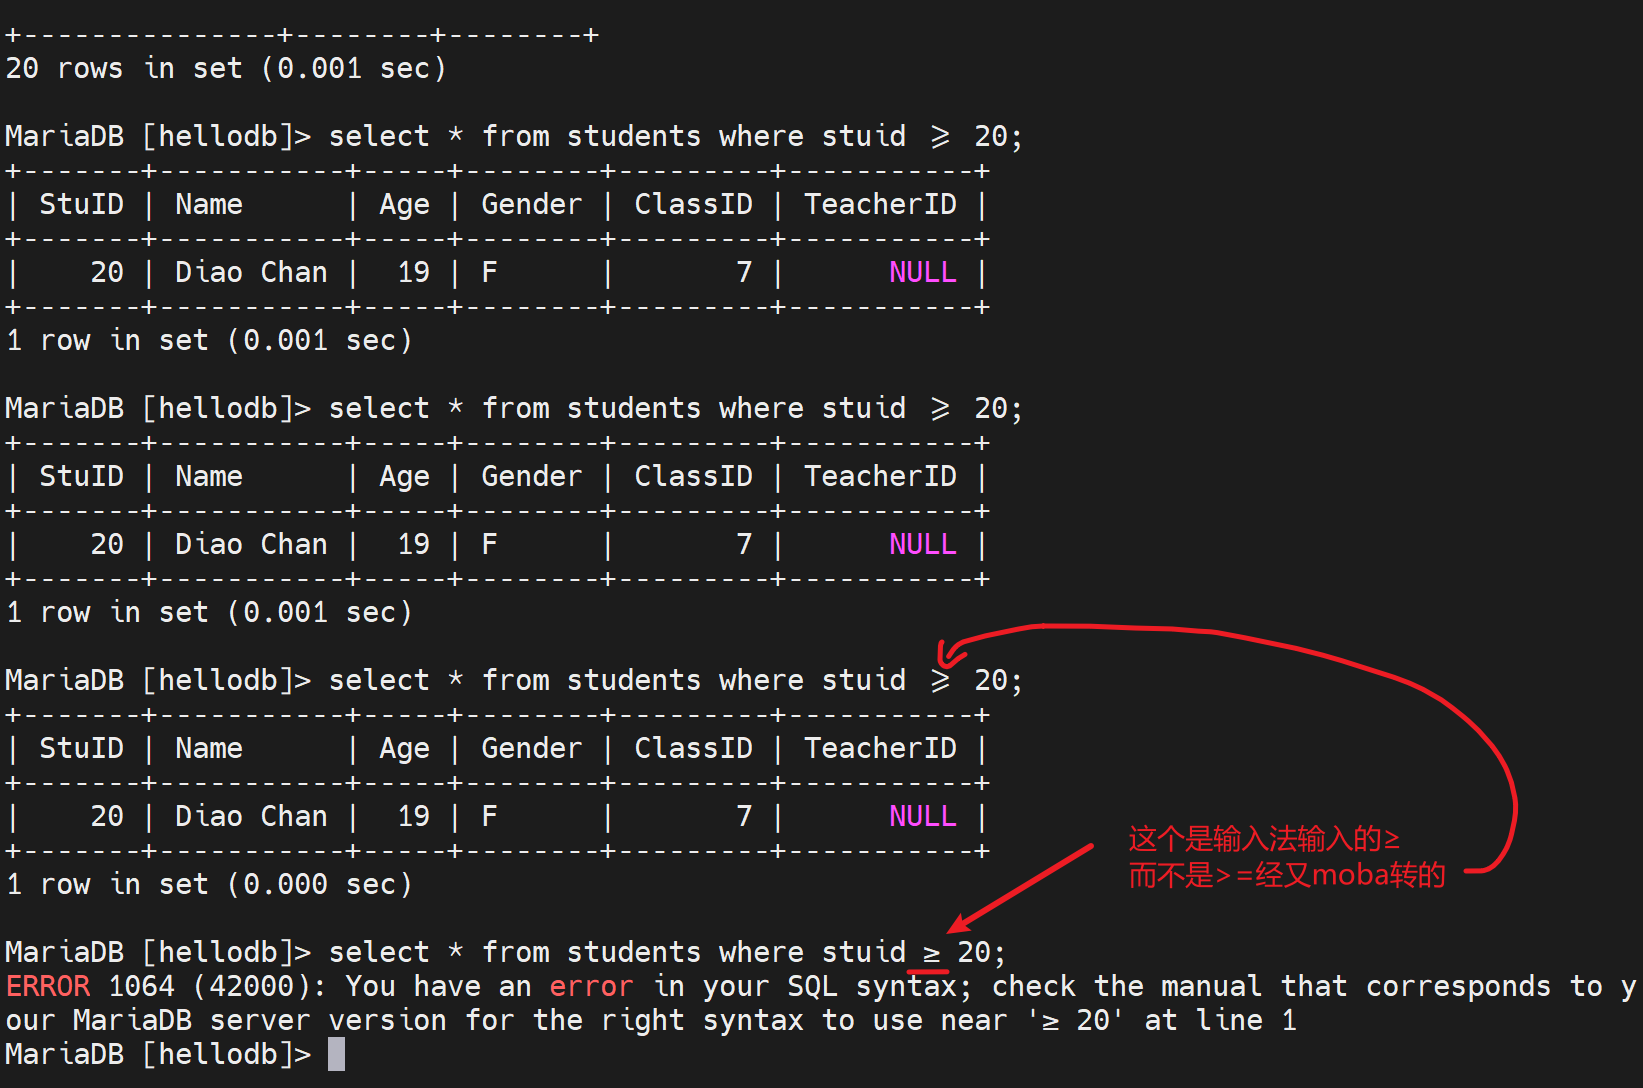 +---------------+--------+--------+
20 rows in set (0.001 sec)
MariaDB [hellodb]> select * from students where stuid >= 20;
+-------+-----------+-----+--------+---------+-----------+
| StuID | Name      | Age | Gender | ClassID | TeacherID |
+-------+-----------+-----+--------+---------+-----------+
|    20 | Diao Chan |  19 | F      |       7 |      NULL |
+-------+-----------+-----+--------+---------+-----------+
1 row in set (0.001 sec)
MariaDB [hellodb]> select * from students where stuid >= 20;
+-------+-----------+-----+--------+---------+-----------+
| StuID | Name      | Age | Gender | ClassID | TeacherID |
+-------+-----------+-----+--------+---------+-----------+
|    20 | Diao Chan |  19 | F      |       7 |      NULL |
+-------+-----------+-----+--------+---------+-----------+
1 row in set (0.001 sec)
MariaDB [hellodb]> select * from students where stuid >= 20;
+-------+-----------+-----+--------+---------+-----------+
| StuID | Name      | Age | Gender | ClassID | TeacherID |
+-------+-----------+-----+--------+---------+-----------+
|    20 | Diao Chan |  19 | F      |       7 |      NULL |
+-------+-----------+-----+--------+---------+-----------+
这个是输入法输入的≥
而不是>=经又moba转的
1 row in set (0.000 sec)
MariaDB [hellodb]> select * from students where stuid ≥ 20;
ERROR 1064 (42000): You have an error in your SQL syntax; check the manual that corresponds to y
our MariaDB server version for the right syntax to use near '≥ 20' at line 1
MariaDB [hellodb]>